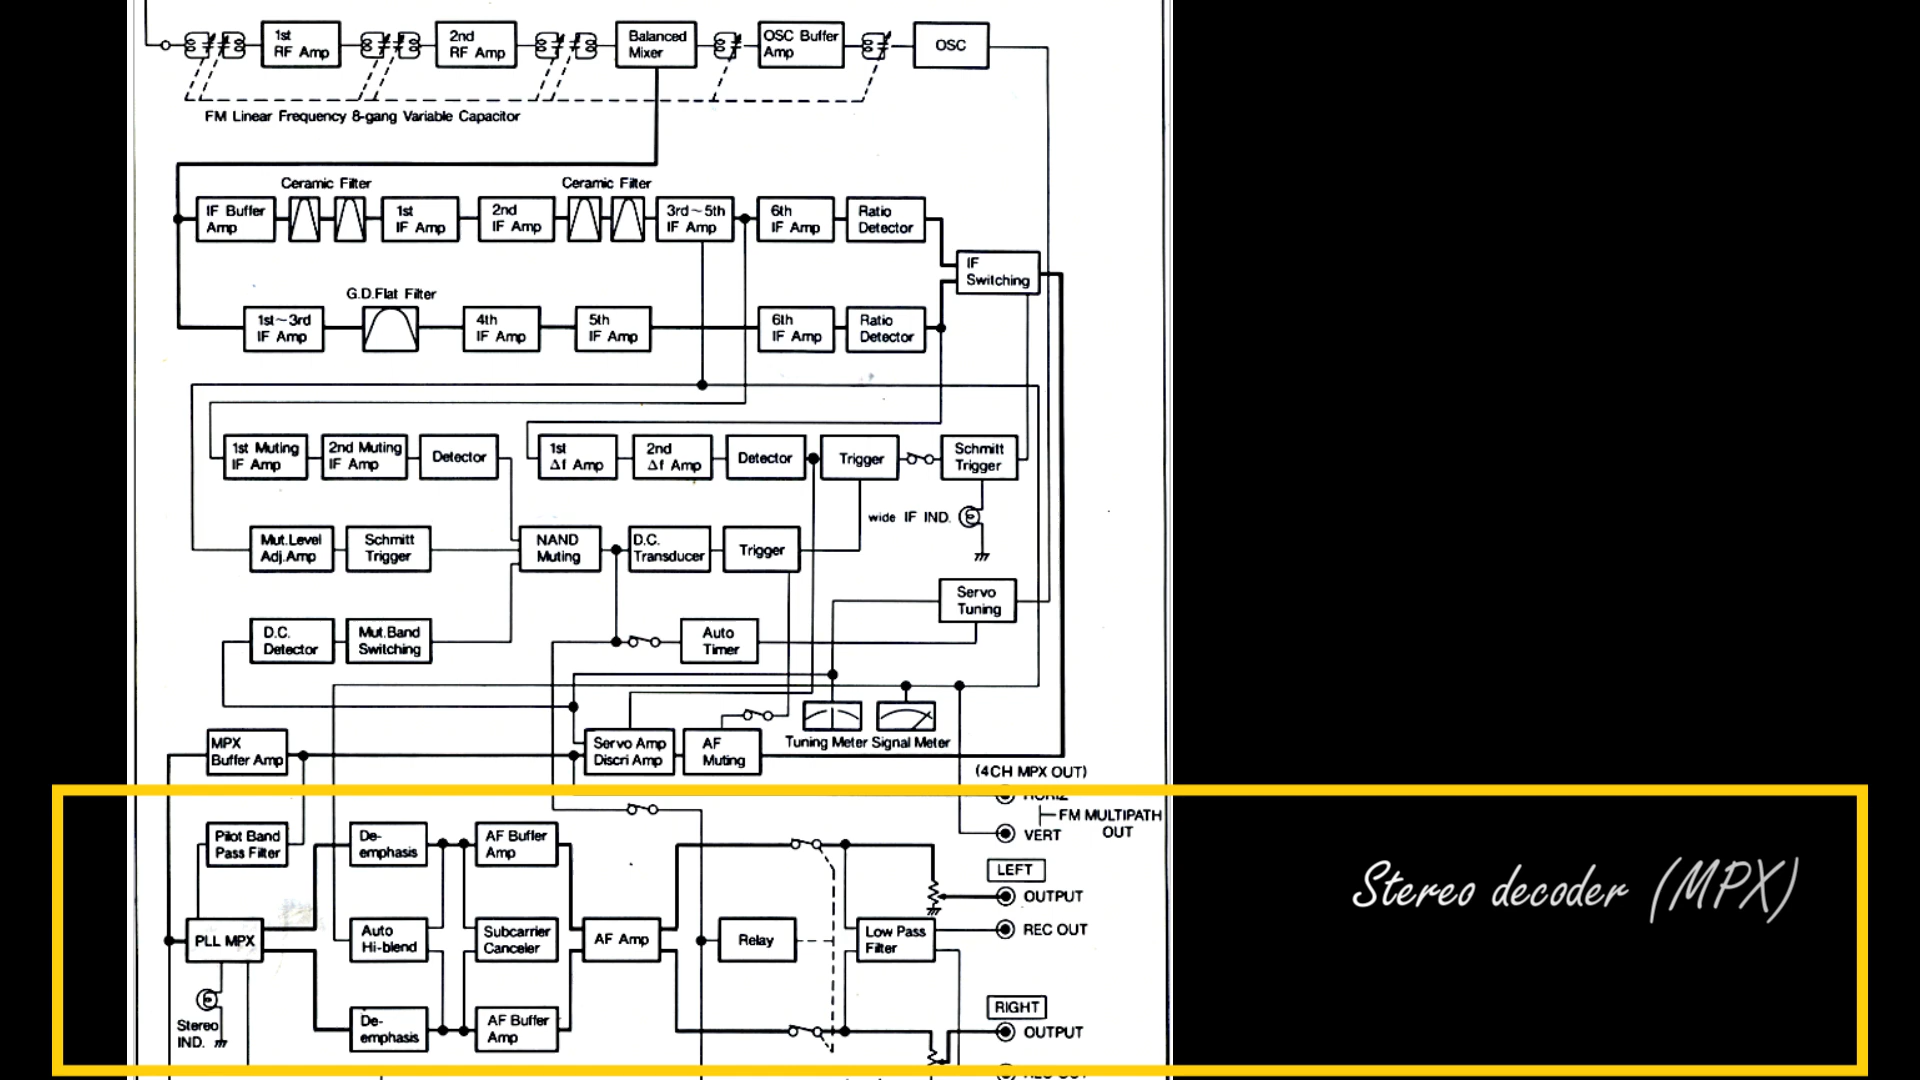 1st
RF Amp
2nd
RF Amp
Balanced
Mixer
OSC Buffer
Amp
OSC
FM Linear Frequency 8-gang Variable Capacitor
Ceramic Filter
Ceramic Filter
IF Buffer
Amp
1st
IF Amp
2nd
IF Amp
3rd~5th
IF Amp
6th
IF Amp
Ratio
Detector
IF
Switching
G.D.Flat Filter
1st~3rd
IF Amp
4th
IF Amp
5th
IF Amp
6th
IF Amp
Ratio
Detector
1st Muting
IF Amp
2nd Muting
IF Amp
Detector
1st
Δf Amp
2nd
Δf Amp
Detector
Trigger
Schmitt
Trigger
wide IF IND.
Mut.Level
Adj.Amp
Schmitt
Trigger
NAND
Muting
D.C.
Transducer
Trigger
Servo
Tuning
D.C.
Detector
Mut.Band
Switching
Auto
Timer
MPX
Buffer Amp
Servo Amp
Discri Amp
AF
Muting
Tuning Meter
Signal Meter
(4CH MPX OUT)
HORIZ
FM MULTIPATH
OUT
VERT
Pilot Band
Pass Filter
De-
emphasis
AF Buffer
Amp
LEFT
OUTPUT
Stereo decoder (MPX)
PLL MPX
Auto
Hi-blend
Subcarrier
Canceler
AF Amp
Relay
Low Pass
Filter
REC OUT
Stereo
IND.
De-
emphasis
AF Buffer
Amp
RIGHT
OUTPUT